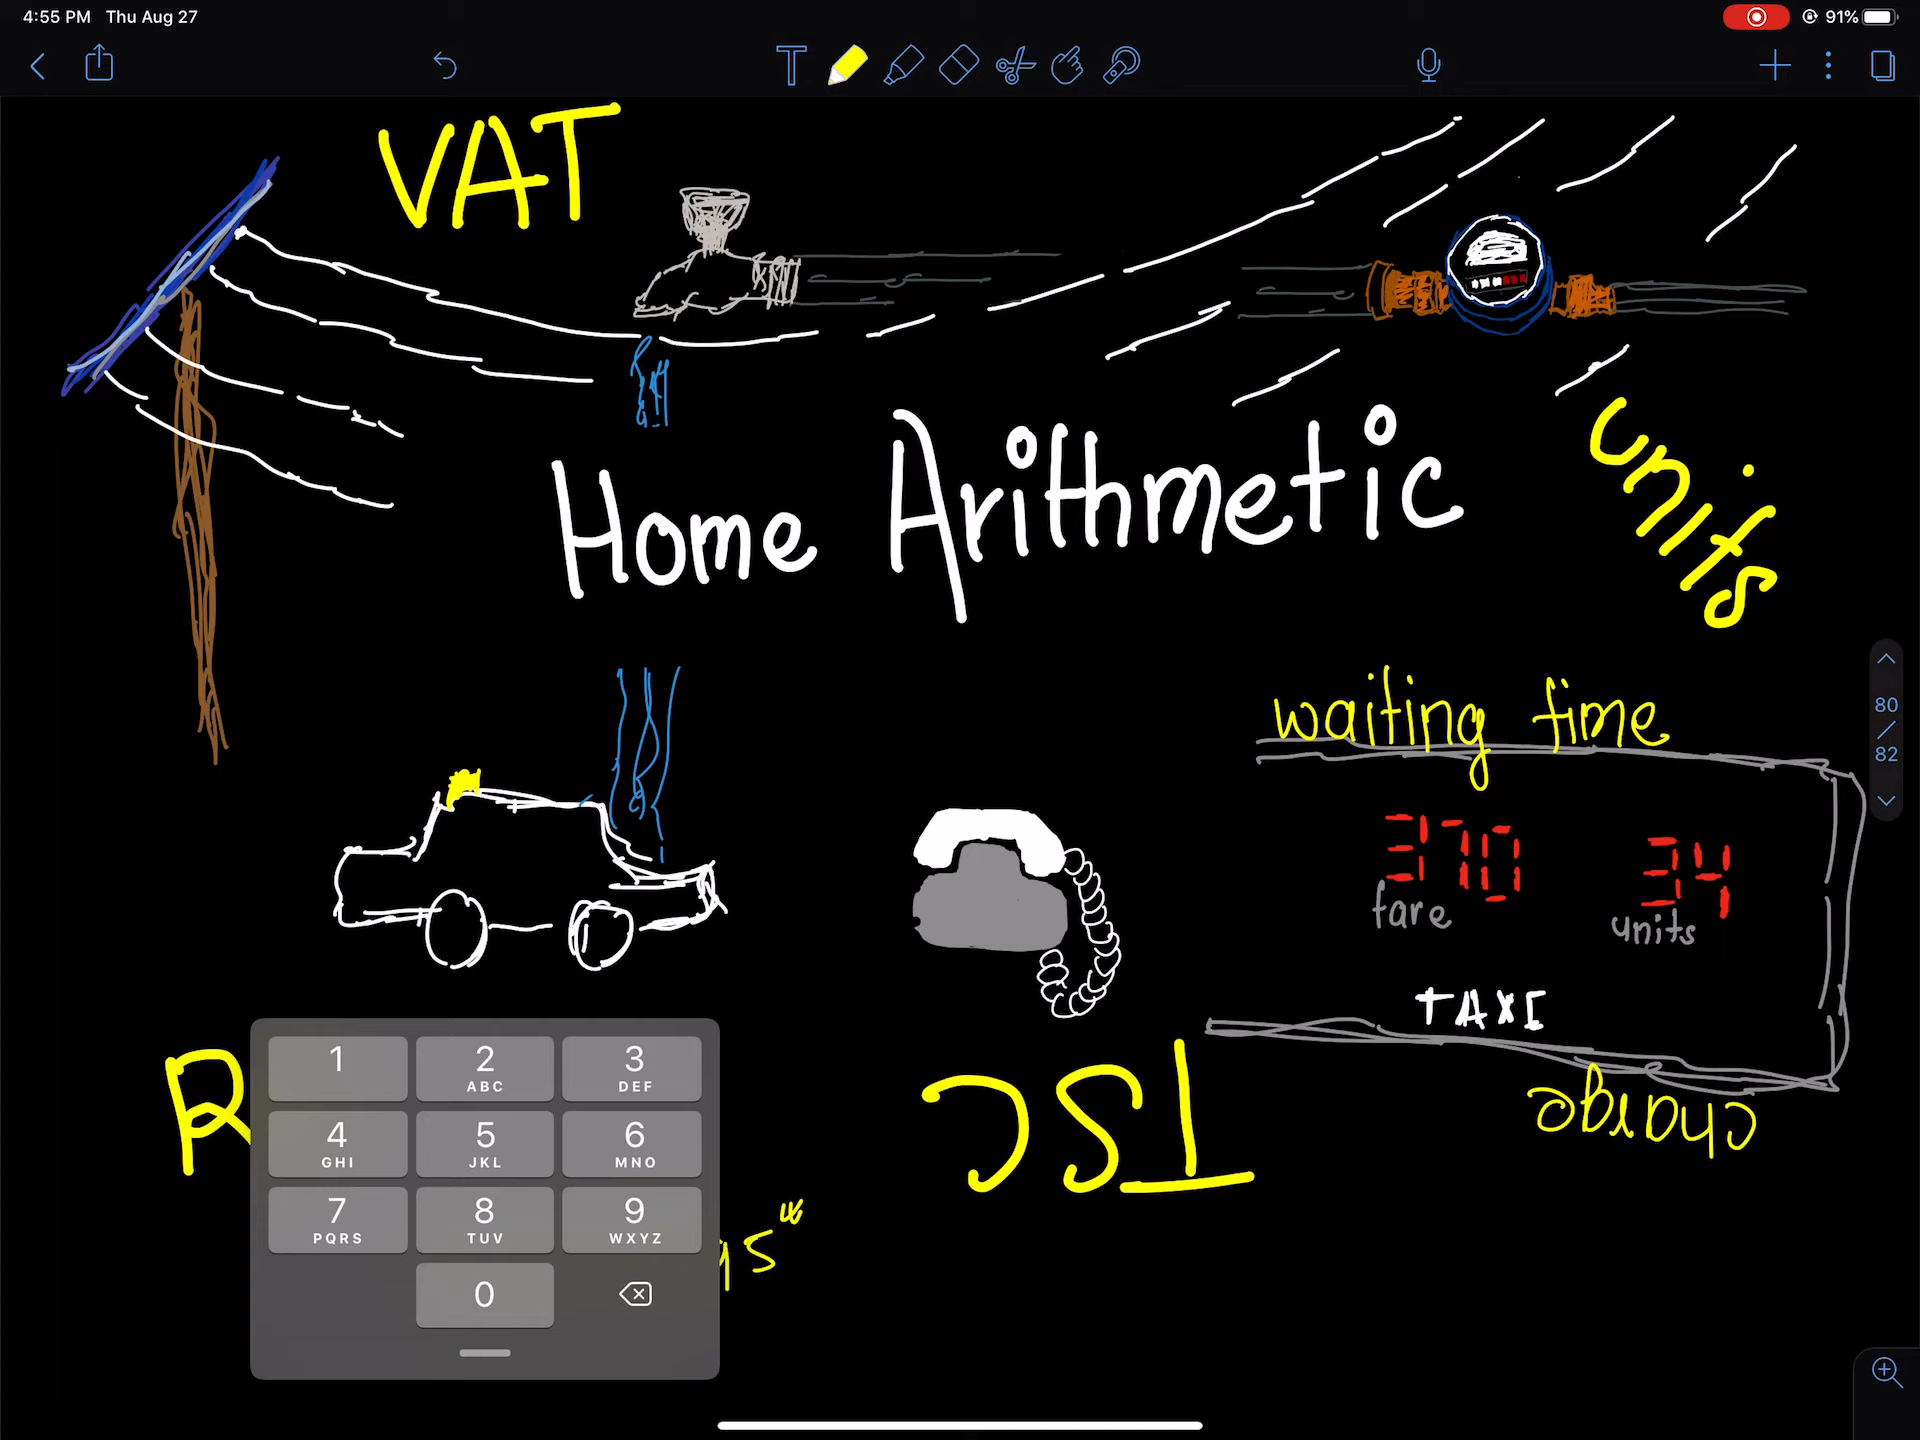 4:55 PM Thu Aug 27
91%
VAT
Home Arithmetic
units
80
82
waiting time
370
34
fare
units
TAXI
1
2
ABC
3
DEF
4
GHI
5
JKL
6
MNO
7
PQRS
8
TUV
9
WXYZ
0
TSC
charge